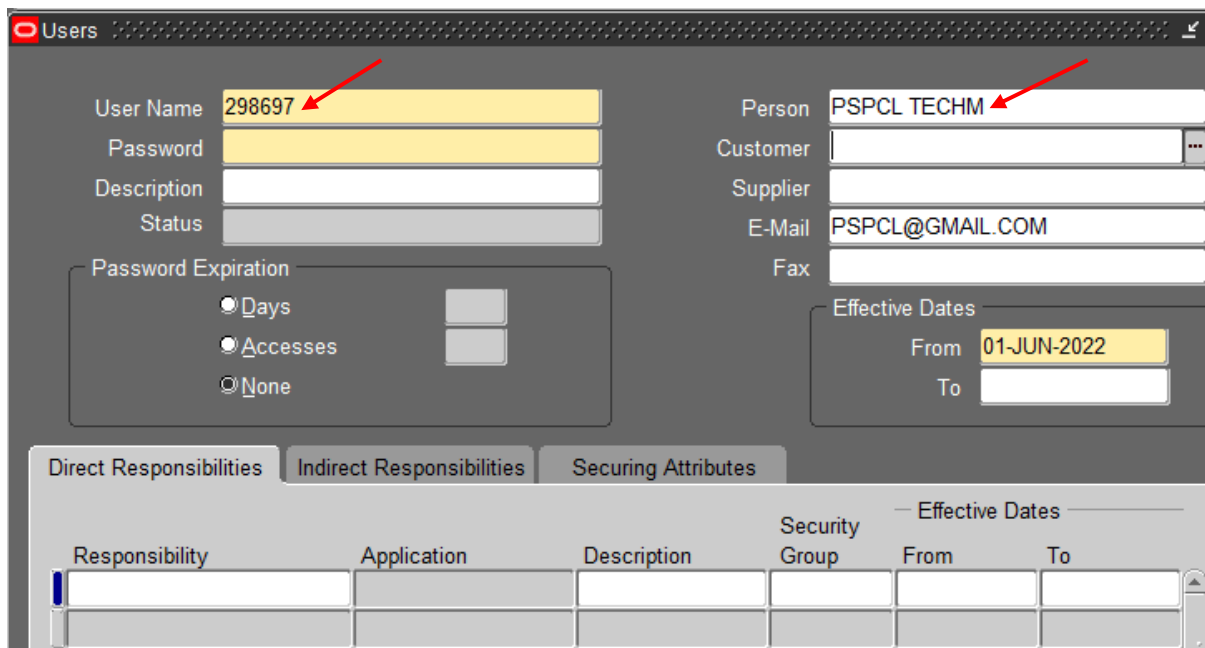 Users
User Name 298697 Person PSPCL TECHM
Password Customer ...
Description Supplier
Status E-Mail PSPCL@GMAIL.COM
Password Expiration Fax
Days Effective Dates
Accesses From 01-JUN-2022
None To
Direct Responsibilities Indirect Responsibilities Securing Attributes
Effective Dates
Security
Responsibility Application Description Group From To